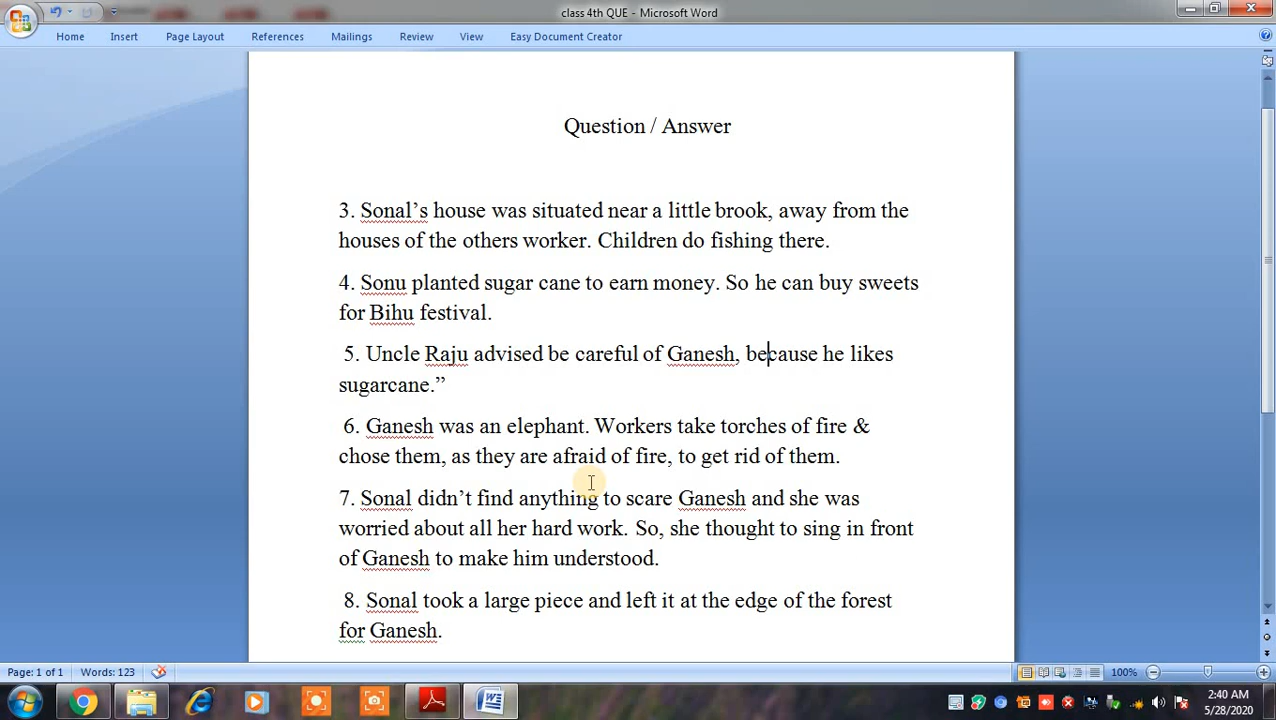 class 4th QUE - Microsoft Word
Home Insert Page Layout References Mailings Review View Easy Document Creator
Question / Answer
3. Sonal’s house was situated near a little brook, away from the
houses of the others worker. Children do fishing there.
4. Sonu planted sugar cane to earn money. So he can buy sweets
for Bihu festival.
5. Uncle Raju advised be careful of Ganesh, because he likes
sugarcane.”
6. Ganesh was an elephant. Workers take torches of fire &
chose them, as they are afraid of fire, to get rid of them.
7. Sonal didn’t find anything to scare Ganesh and she was
worried about all her hard work. So, she thought to sing in front
of Ganesh to make him understood.
8. Sonal took a large piece and left it at the edge of the forest
for Ganesh.
Page: 1 of 1 Words: 123 100%
2:40 AM
5/28/2020